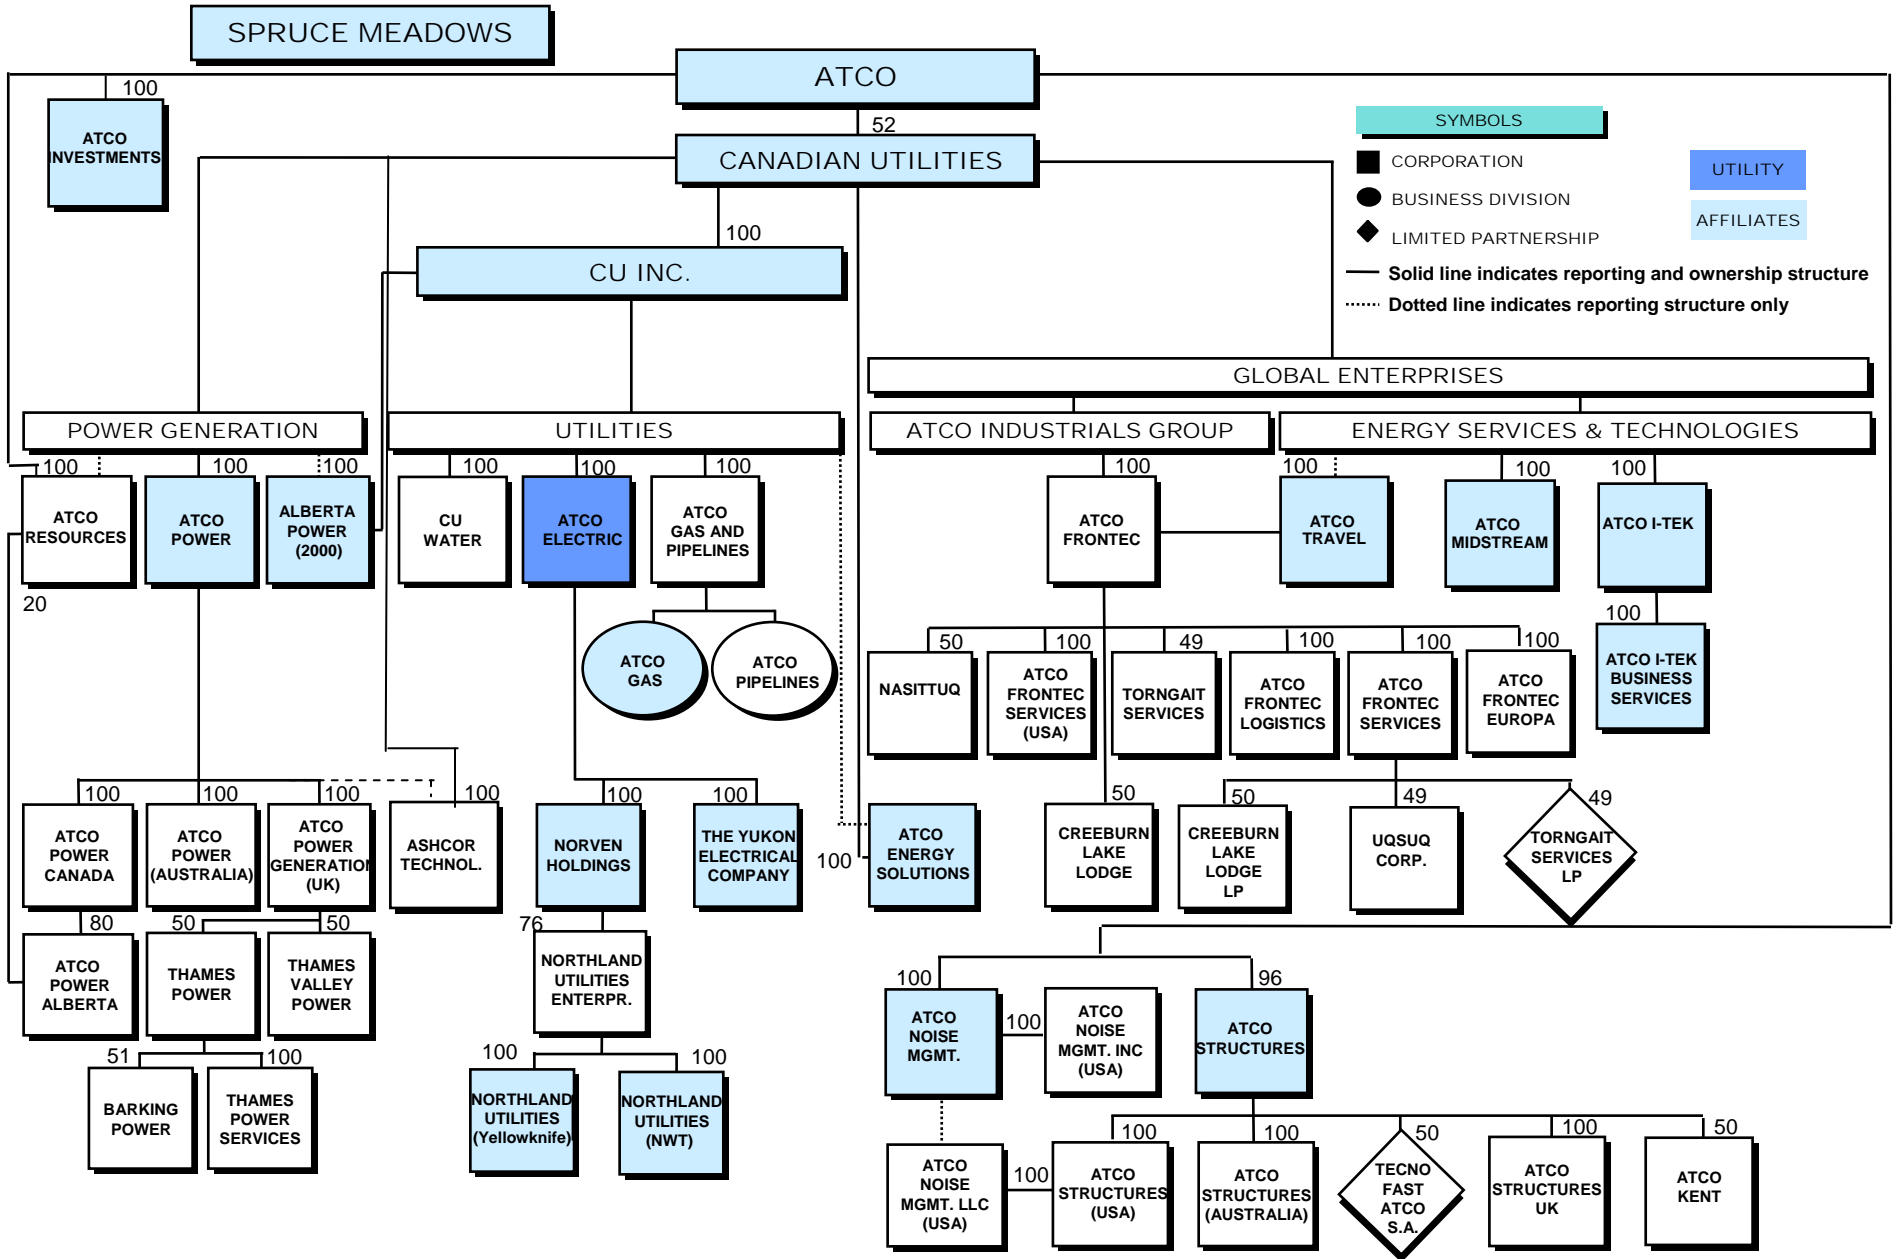 SPRUCE MEADOWS
ATCO
100
ATCO
INVESTMENTS
52
CANADIAN UTILITIES
SYMBOLS
CORPORATION
BUSINESS DIVISION
LIMITED PARTNERSHIP
UTILITY
AFFILIATES
Solid line indicates reporting and ownership structure
Dotted line indicates reporting structure only
100
CU INC.
GLOBAL ENTERPRISES
POWER GENERATION
UTILITIES
ATCO INDUSTRIALS GROUP
ENERGY SERVICES & TECHNOLOGIES
100
ATCO
RESOURCES
20
100
ATCO
POWER
100
ALBERTA
POWER
(2000)
100
CU
WATER
100
ATCO
ELECTRIC
100
ATCO
GAS AND
PIPELINES
100
ATCO
FRONTEC
100
ATCO
TRAVEL
100
ATCO
MIDSTREAM
100
ATCO I-TEK
ATCO
GAS
ATCO
PIPELINES
50
NASITTUQ
100
ATCO
FRONTEC
SERVICES
(USA)
49
TORNGAIT
SERVICES
100
ATCO
FRONTEC
LOGISTICS
100
ATCO
FRONTEC
SERVICES
100
ATCO
FRONTEC
EUROPA
100
ATCO I-TEK
BUSINESS
SERVICES
100
ATCO
POWER
CANADA
100
ATCO
POWER
(AUSTRALIA)
100
ATCO
POWER
GENERATION
(UK)
100
ASHCOR
TECHNOL.
100
NORVEN
HOLDINGS
100
THE YUKON
ELECTRICAL
COMPANY
100
ATCO
ENERGY
SOLUTIONS
50
CREEBURN
LAKE
LODGE
50
CREEBURN
LAKE
LODGE
LP
49
UQSUQ
CORP.
49
TORNGAIT
SERVICES
LP
80
ATCO
POWER
ALBERTA
50
THAMES
POWER
50
THAMES
VALLEY
POWER
76
NORTHLAND
UTILITIES
ENTERPR.
100
ATCO
NOISE
MGMT.
100
ATCO
NOISE
MGMT. INC
(USA)
96
ATCO
STRUCTURES
51
BARKING
POWER
100
THAMES
POWER
SERVICES
100
NORTHLAND
UTILITIES
(Yellowknife)
100
NORTHLAND
UTILITIES
(NWT)
ATCO
NOISE
MGMT. LLC
(USA)
100
100
ATCO
STRUCTURES
(USA)
100
ATCO
STRUCTURES
(AUSTRALIA)
50
TECNO
FAST
ATCO
S.A.
100
ATCO
STRUCTURES
UK
50
ATCO
KENT